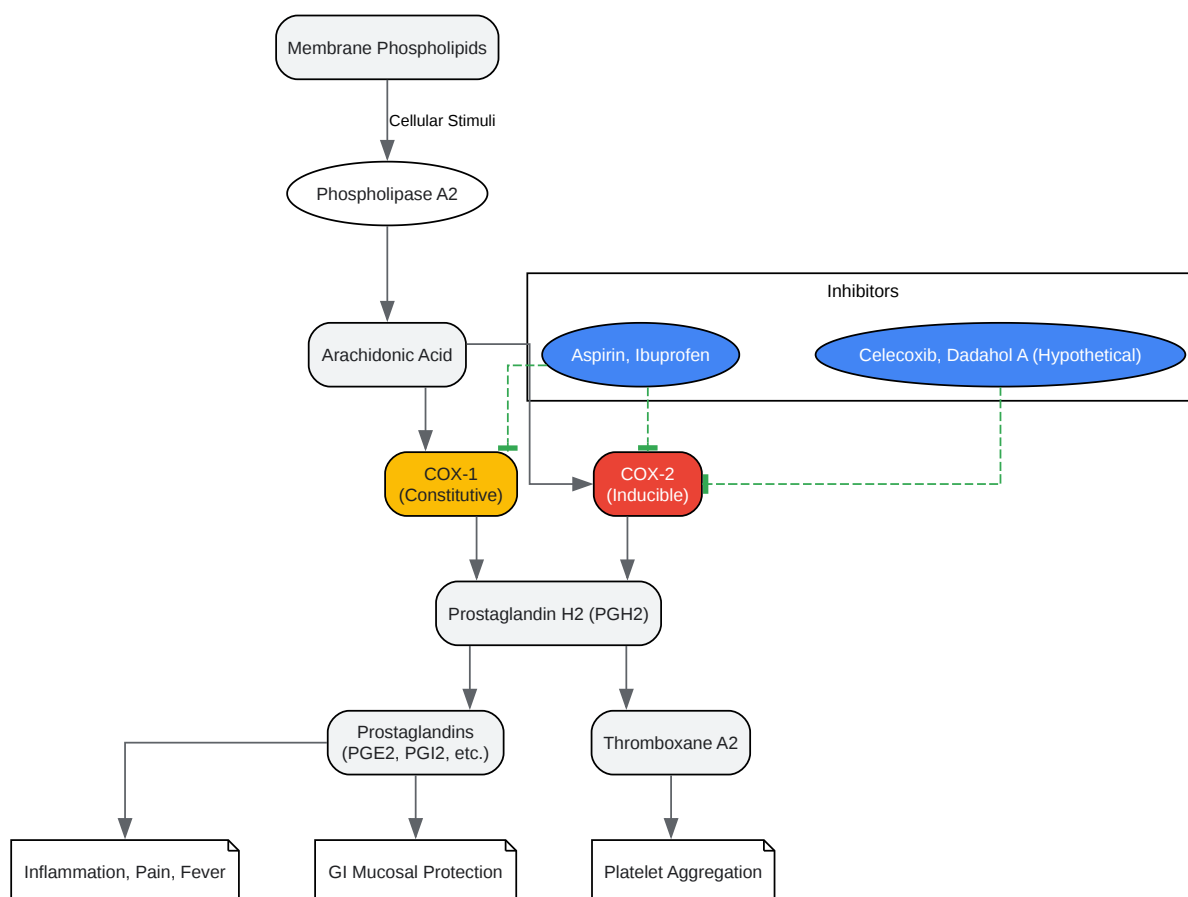 Membrane Phospholipids
Cellular Stimuli
Phospholipase A2
Inhibitors
Arachidonic Acid
Aspirin, Ibuprofen
Celecoxib, Dadahol A (Hypothetical)
COX-1
(Constitutive)
COX-2
(Inducible)
Prostaglandin H2 (PGH2)
Prostaglandins
(PGE2, PGI2, etc.)
Thromboxane A2
Inflammation, Pain, Fever
GI Mucosal Protection
Platelet Aggregation